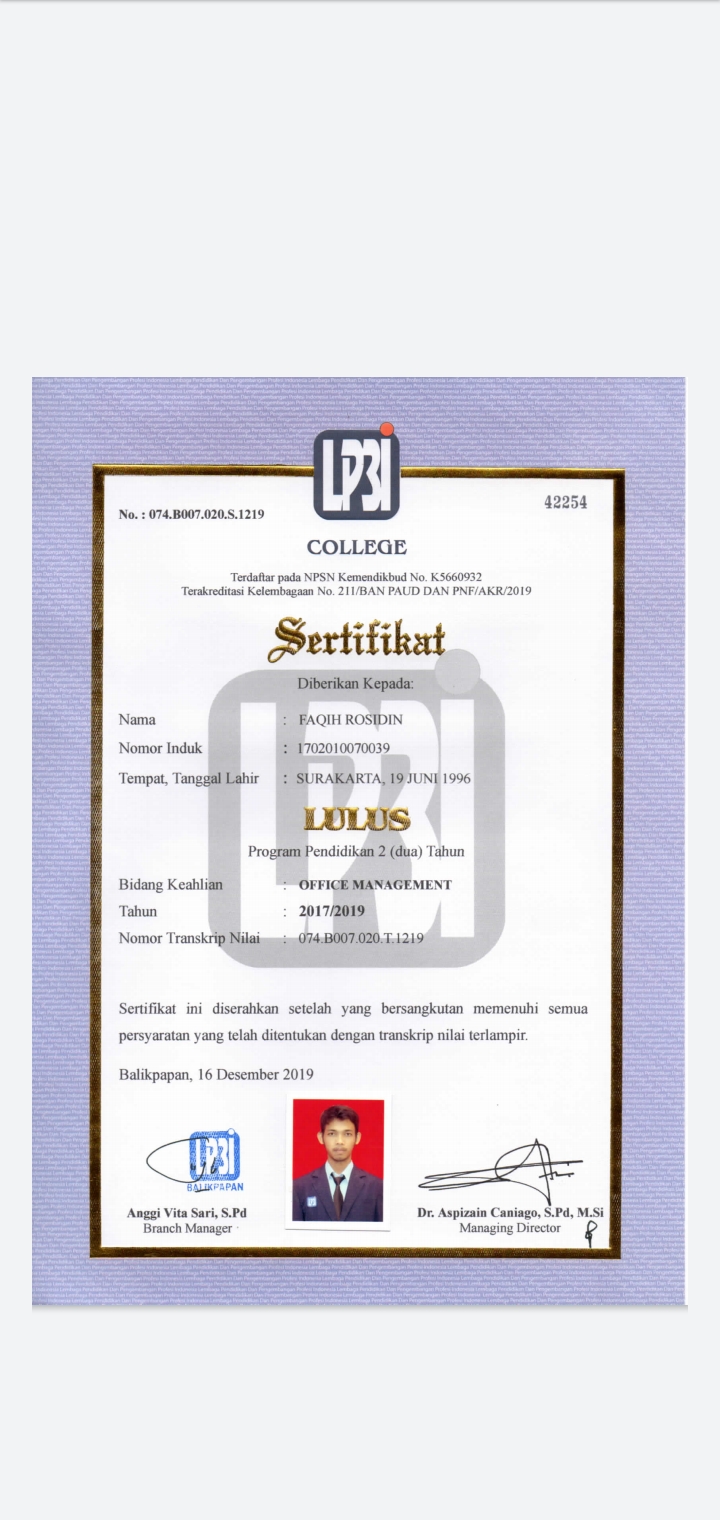 LP3I
No. : 074.B007.020.S.1219
42254
COLLEGE
Terdaftar pada NPSN Kemendikbud No. K5660932
Terakreditasi Kelembagaan No. 211/BAN PAUD DAN PNF/AKR/2019
Sertifikat
Diberikan Kepada:
Nama : FAQIH ROSIDIN
Nomor Induk : 1702010070039
Tempat, Tanggal Lahir : SURAKARTA, 19 JUNI 1996
LULUS
Program Pendidikan 2 (dua) Tahun
Bidang Keahlian : OFFICE MANAGEMENT
Tahun : 2017/2019
Nomor Transkrip Nilai : 074.B007.020.T.1219
Sertifikat ini diserahkan setelah yang bersangkutan memenuhi semua
persyaratan yang telah ditentukan dengan transkrip nilai terlampir.
Balikpapan, 16 Desember 2019
LP3I
BALIKPAPAN
Anggi Vita Sari, S.Pd
Branch Manager
Dr. Aspizain Caniago, S.Pd, M.Si
Managing Director